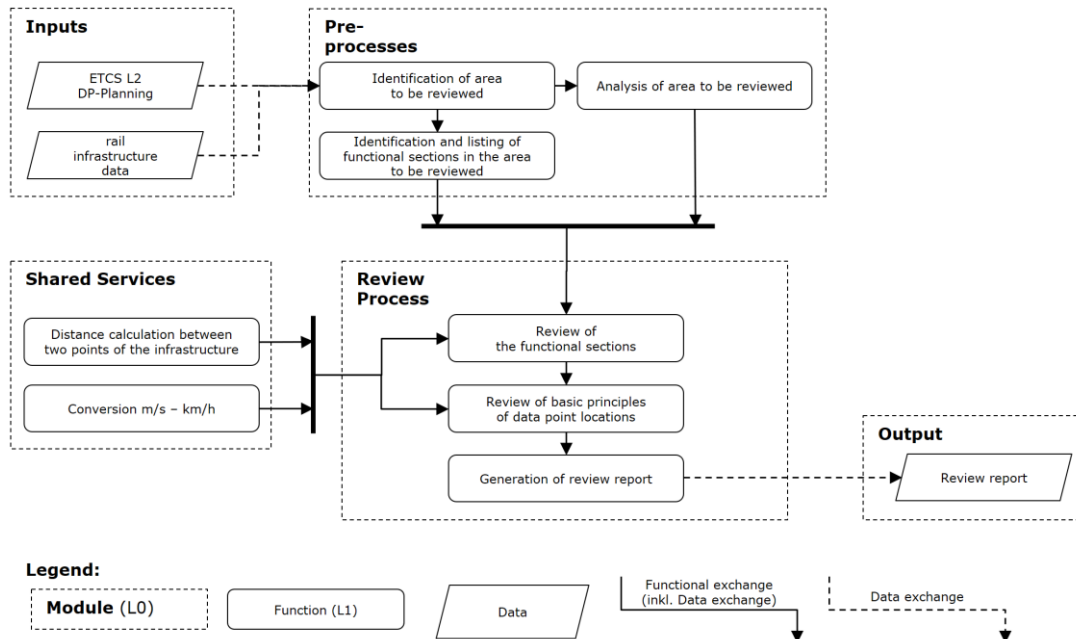 Inputs
ETCS L2
DP-Planning
rail
infrastructure
data
Pre-
processes
Identification of area
to be reviewed
Analysis of area to be reviewed
Identification and listing of
functional sections in the area
to be reviewed
Shared Services
Distance calculation between
two points of the infrastructure
Conversion m/s – km/h
Review
Process
Review of
the functional sections
Review of basic principles
of data point locations
Generation of review report
Output
Review report
Legend:
Module (L0)
Function (L1)
Data
Functional exchange
(inkl. Data exchange)
Data exchange